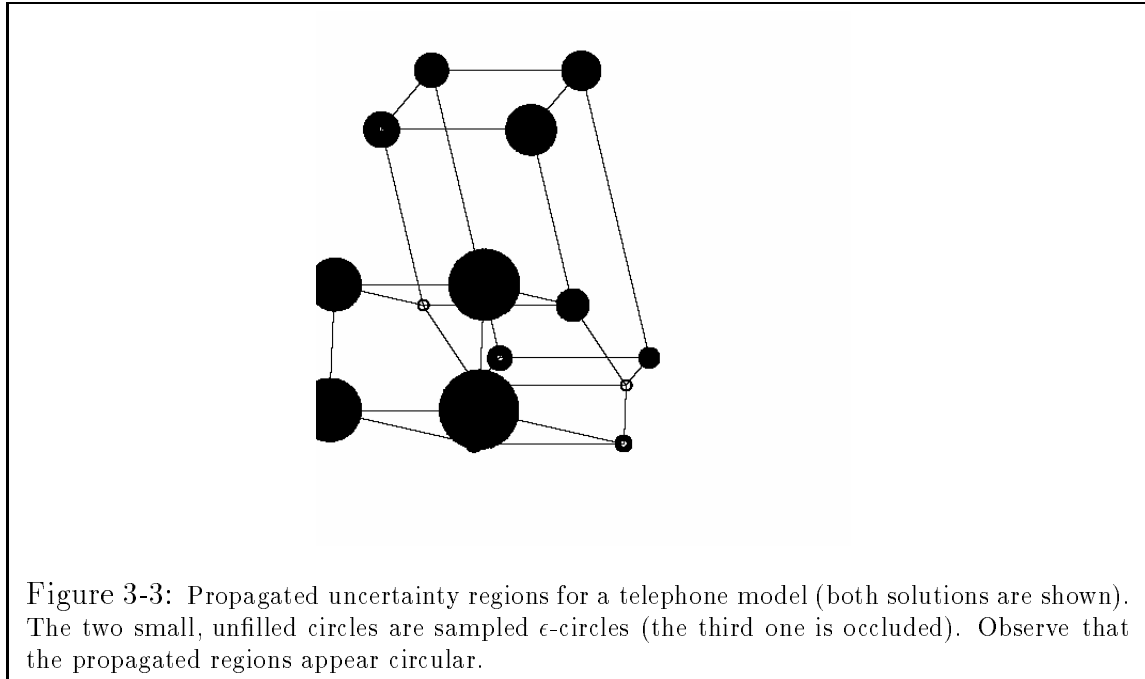 Figure 3-3: Propagated uncertainty regions for a telephone model (both solutions are shown).
The two small, unfilled circles are sampled ϵ-circles (the third one is occluded). Observe that
the propagated regions appear circular.